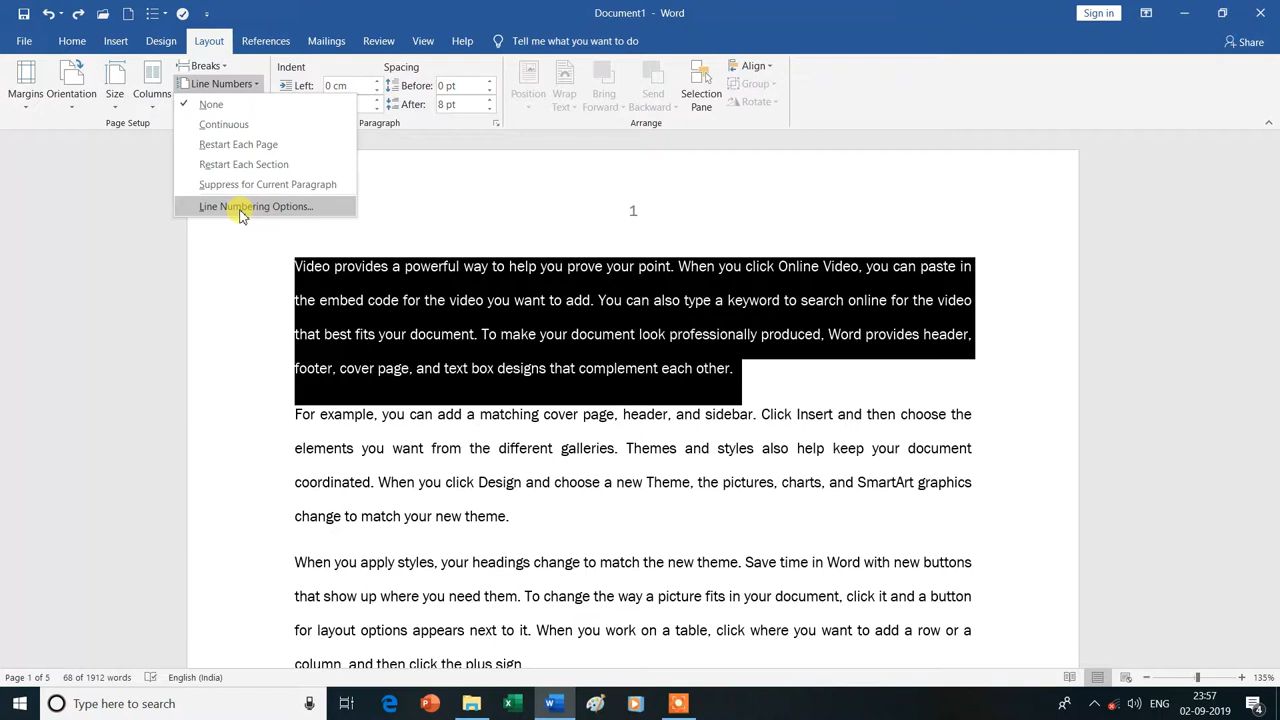 Document1 - Word
Sign in
File Home Insert Design Layout References Mailings Review View Help Tell me what you want to do Share
Margins Orientation Size Columns
Breaks
Line Numbers
Page Setup
None
Continuous
Restart Each Page
Restart Each Section
Suppress for Current Paragraph
Line Numbering Options...
Indent
Left: 0 cm
Spacing
Before: 0 pt
After: 8 pt
Paragraph
Position Wrap Text Bring Forward Send Backward Selection Pane
Align
Group
Rotate
Arrange
1
Video provides a powerful way to help you prove your point. When you click Online Video, you can paste in
the embed code for the video you want to add. You can also type a keyword to search online for the video
that best fits your document. To make your document look professionally produced, Word provides header,
footer, cover page, and text box designs that complement each other.
For example, you can add a matching cover page, header, and sidebar. Click Insert and then choose the
elements you want from the different galleries. Themes and styles also help keep your document
coordinated. When you click Design and choose a new Theme, the pictures, charts, and SmartArt graphics
change to match your new theme.
When you apply styles, your headings change to match the new theme. Save time in Word with new buttons
that show up where you need them. To change the way a picture fits in your document, click it and a button
for layout options appears next to it. When you work on a table, click where you want to add a row or a
column, and then click the plus sign.
Page 1 of 5 68 of 1912 words English (India) 135%
Type here to search
ENG
23:57
02-09-2019
4